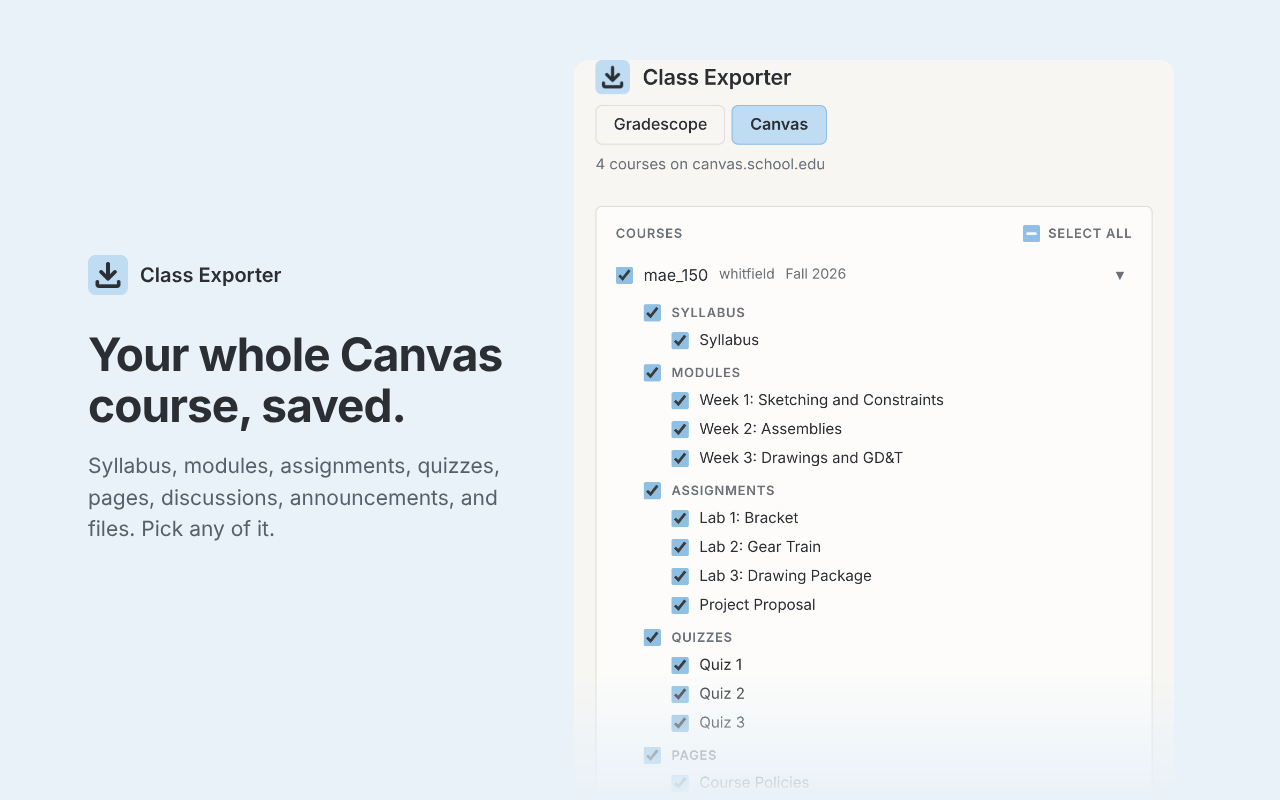 Class Exporter
Your whole Canvas
course, saved.
Syllabus, modules, assignments, quizzes,
pages, discussions, announcements, and
files. Pick any of it.
Class Exporter
Gradescope Canvas
4 courses on canvas.school.edu
COURSES SELECT ALL
mae_150 whitfield Fall 2026
SYLLABUS
Syllabus
MODULES
Week 1: Sketching and Constraints
Week 2: Assemblies
Week 3: Drawings and GD&T
ASSIGNMENTS
Lab 1: Bracket
Lab 2: Gear Train
Lab 3: Drawing Package
Project Proposal
QUIZZES
Quiz 1
Quiz 2
Quiz 3
PAGES
Course Policies